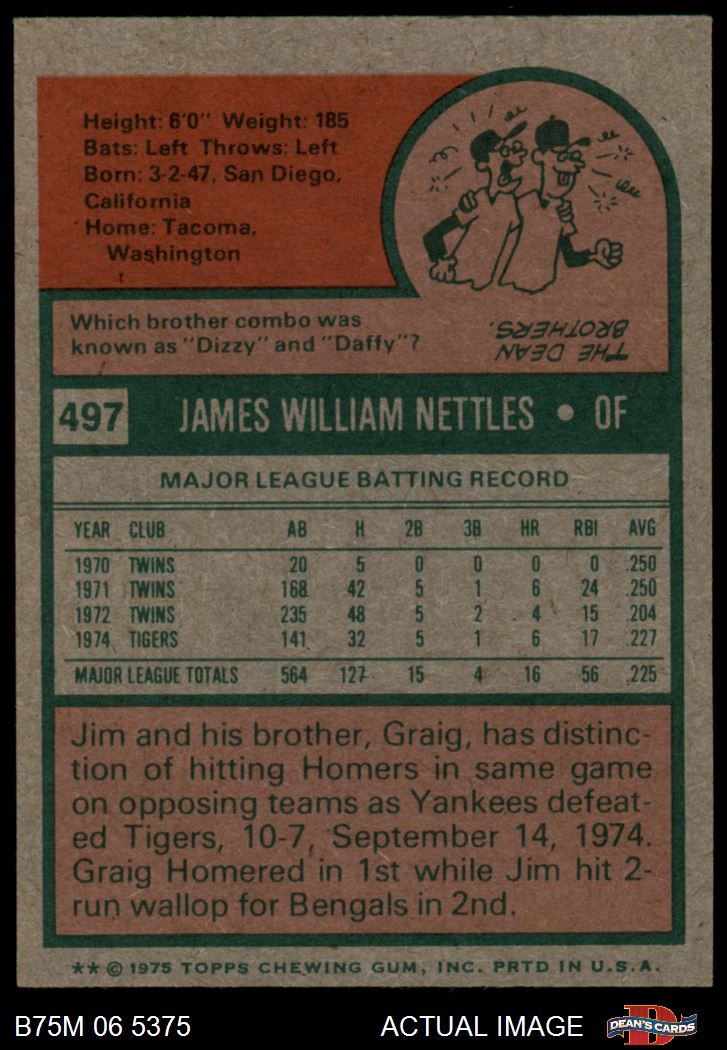 Height: 6'0" Weight: 185
Bats: Left Throws: Left
Born: 3-2-47, San Diego,
California
Home: Tacoma,
Washington
Which brother combo was
known as "Dizzy" and "Daffy"?
THE DEAN
BROTHERS.
497 JAMES WILLIAM NETTLES • OF
MAJOR LEAGUE BATTING RECORD
YEAR CLUB AB H 2B 3B HR RBI AVG
1970 TWINS 20 5 0 0 0 0 .250
1971 TWINS 168 42 5 1 6 24 .250
1972 TWINS 235 48 5 2 4 15 .204
1974 TIGERS 141 32 5 1 6 17 .227
MAJOR LEAGUE TOTALS 564 127 15 4 16 56 .225
Jim and his brother, Graig, has distinc-
tion of hitting Homers in same game
on opposing teams as Yankees defeat-
ed Tigers, 10-7, September 14, 1974.
Graig Homered in 1st while Jim hit 2-
run wallop for Bengals in 2nd.
** © 1975 TOPPS CHEWING GUM, INC. PRTD IN U.S.A.
B75M 06 5375 ACTUAL IMAGE DEAN'S CARDS